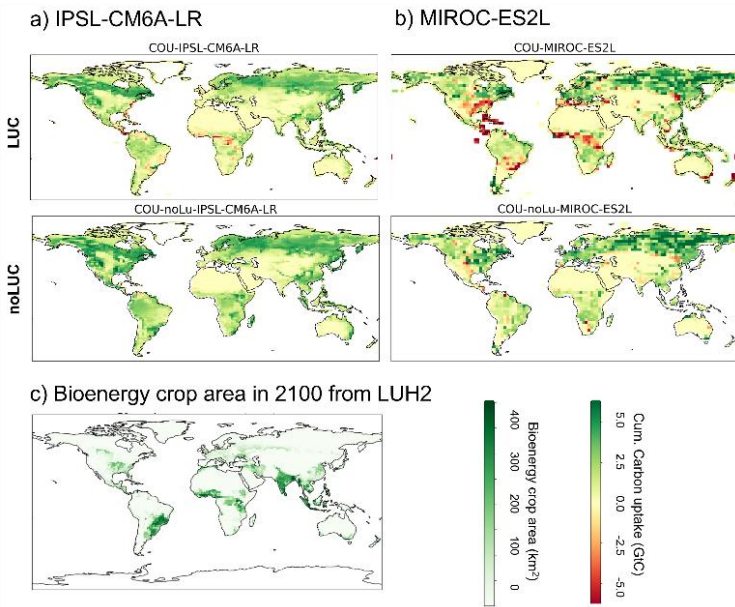 a) IPSL-CM6A-LR
b) MIROC-ES2L
COU-IPSL-CM6A-LR
COU-MIROC-ES2L
LUC
COU-noLu-IPSL-CM6A-LR
COU-noLu-MIROC-ES2L
noLUC
c) Bioenergy crop area in 2100 from LUH2
400
300
200
100
0
Bioenergy crop area (km²)
5.0
2.5
0.0
-2.5
-5.0
Cum. Carbon uptake (GtC)